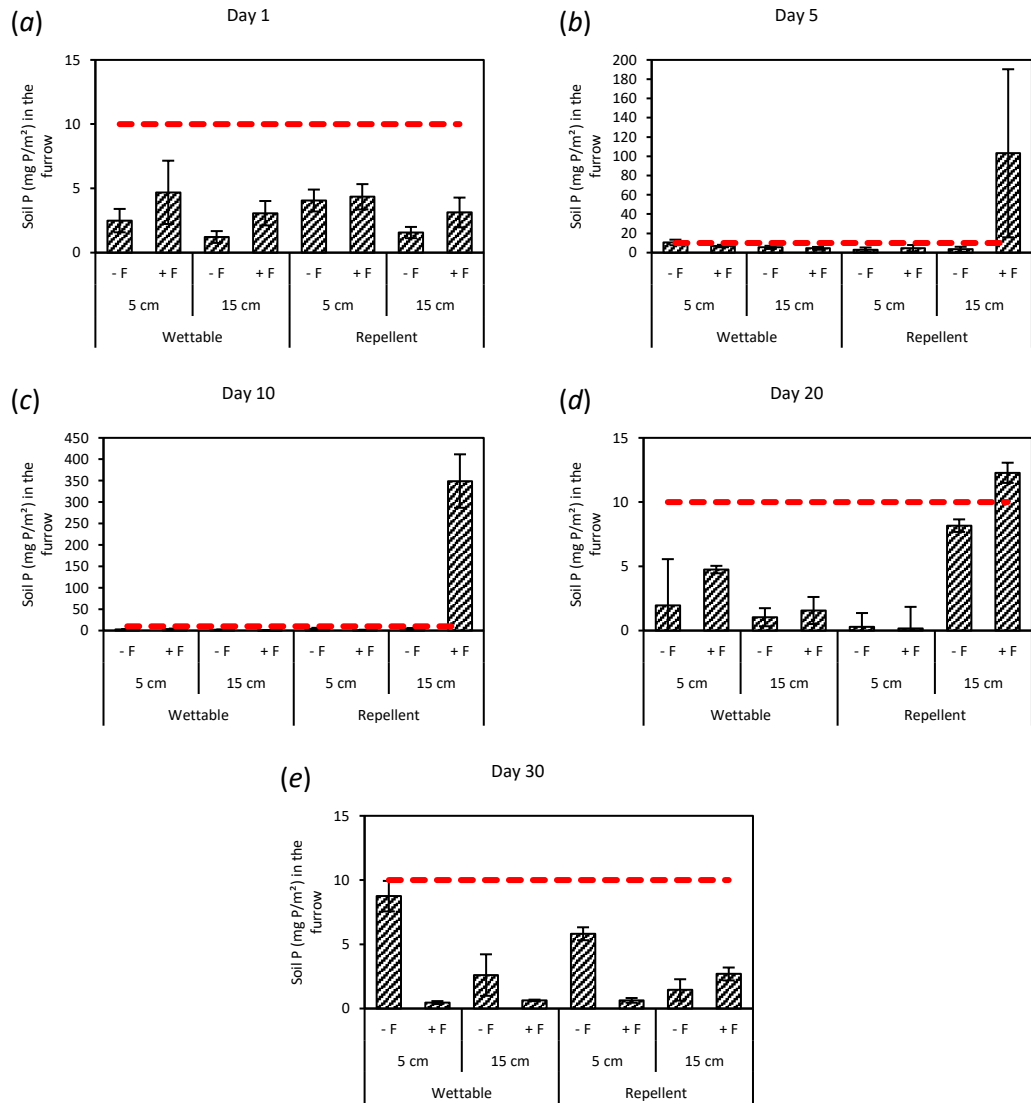 (a)
Day 1
Soil P (mg P/m²) in the
furrow
15
10
5
0
- F + F - F + F - F + F - F + F
5 cm 15 cm 5 cm 15 cm
Wettable Repellent
(b)
Day 5
Soil P (mg P/m²) in the
furrow
200
180
160
140
120
100
80
60
40
20
0
- F + F - F + F - F + F - F + F
5 cm 15 cm 5 cm 15 cm
Wettable Repellent
(c)
Day 10
Soil P (mg P/m²) in the
furrow
450
400
350
300
250
200
150
100
50
0
- F + F - F + F - F + F - F + F
5 cm 15 cm 5 cm 15 cm
Wettable Repellent
(d)
Day 20
Soil P (mg P/m²) in the
furrow
15
10
5
0
- F + F - F + F - F + F - F + F
5 cm 15 cm 5 cm 15 cm
Wettable Repellent
(e)
Day 30
Soil P (mg P/m²) in the
furrow
15
10
5
0
- F + F - F + F - F + F - F + F
5 cm 15 cm 5 cm 15 cm
Wettable Repellent